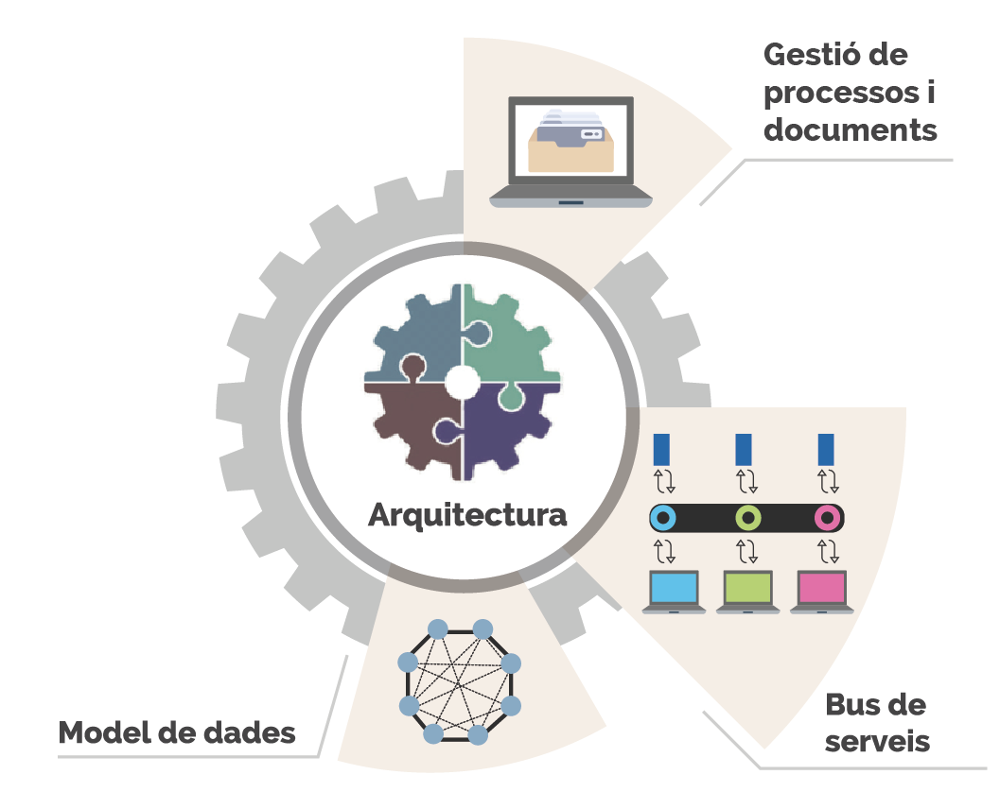 Gestió de
processos i
documents
Arquitectura
Bus de
serveis
Model de dades